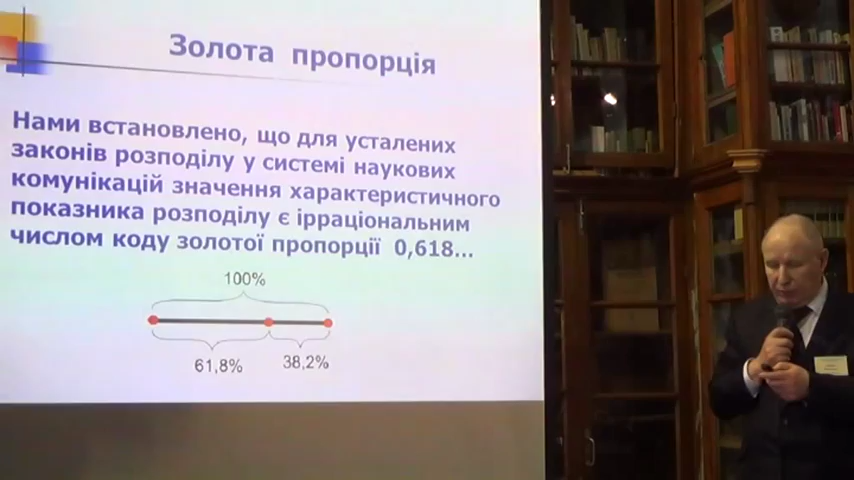 Золота пропорція
Нами встановлено, що для усталених
законів розподілу у системі наукових
комунікацій значення характеристичного
показника розподілу є ірраціональним
числом коду золотої пропорції 0,618...
100%
61,8%
38,2%